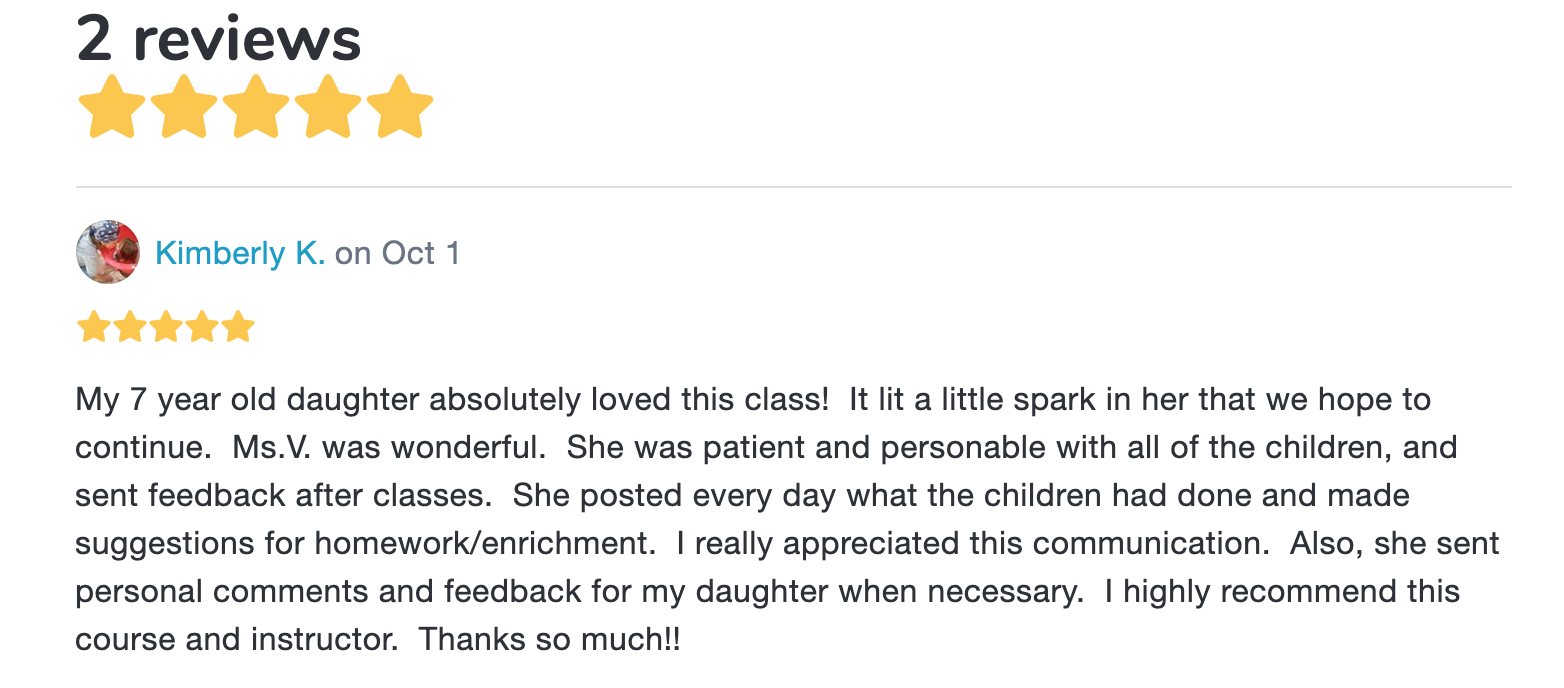 2 reviews
Kimberly K. on Oct 1
My 7 year old daughter absolutely loved this class!  It lit a little spark in her that we hope to
continue.  Ms.V. was wonderful.  She was patient and personable with all of the children, and
sent feedback after classes.  She posted every day what the children had done and made
suggestions for homework/enrichment.  I really appreciated this communication.  Also, she sent
personal comments and feedback for my daughter when necessary.  I highly recommend this
course and instructor.  Thanks so much!!